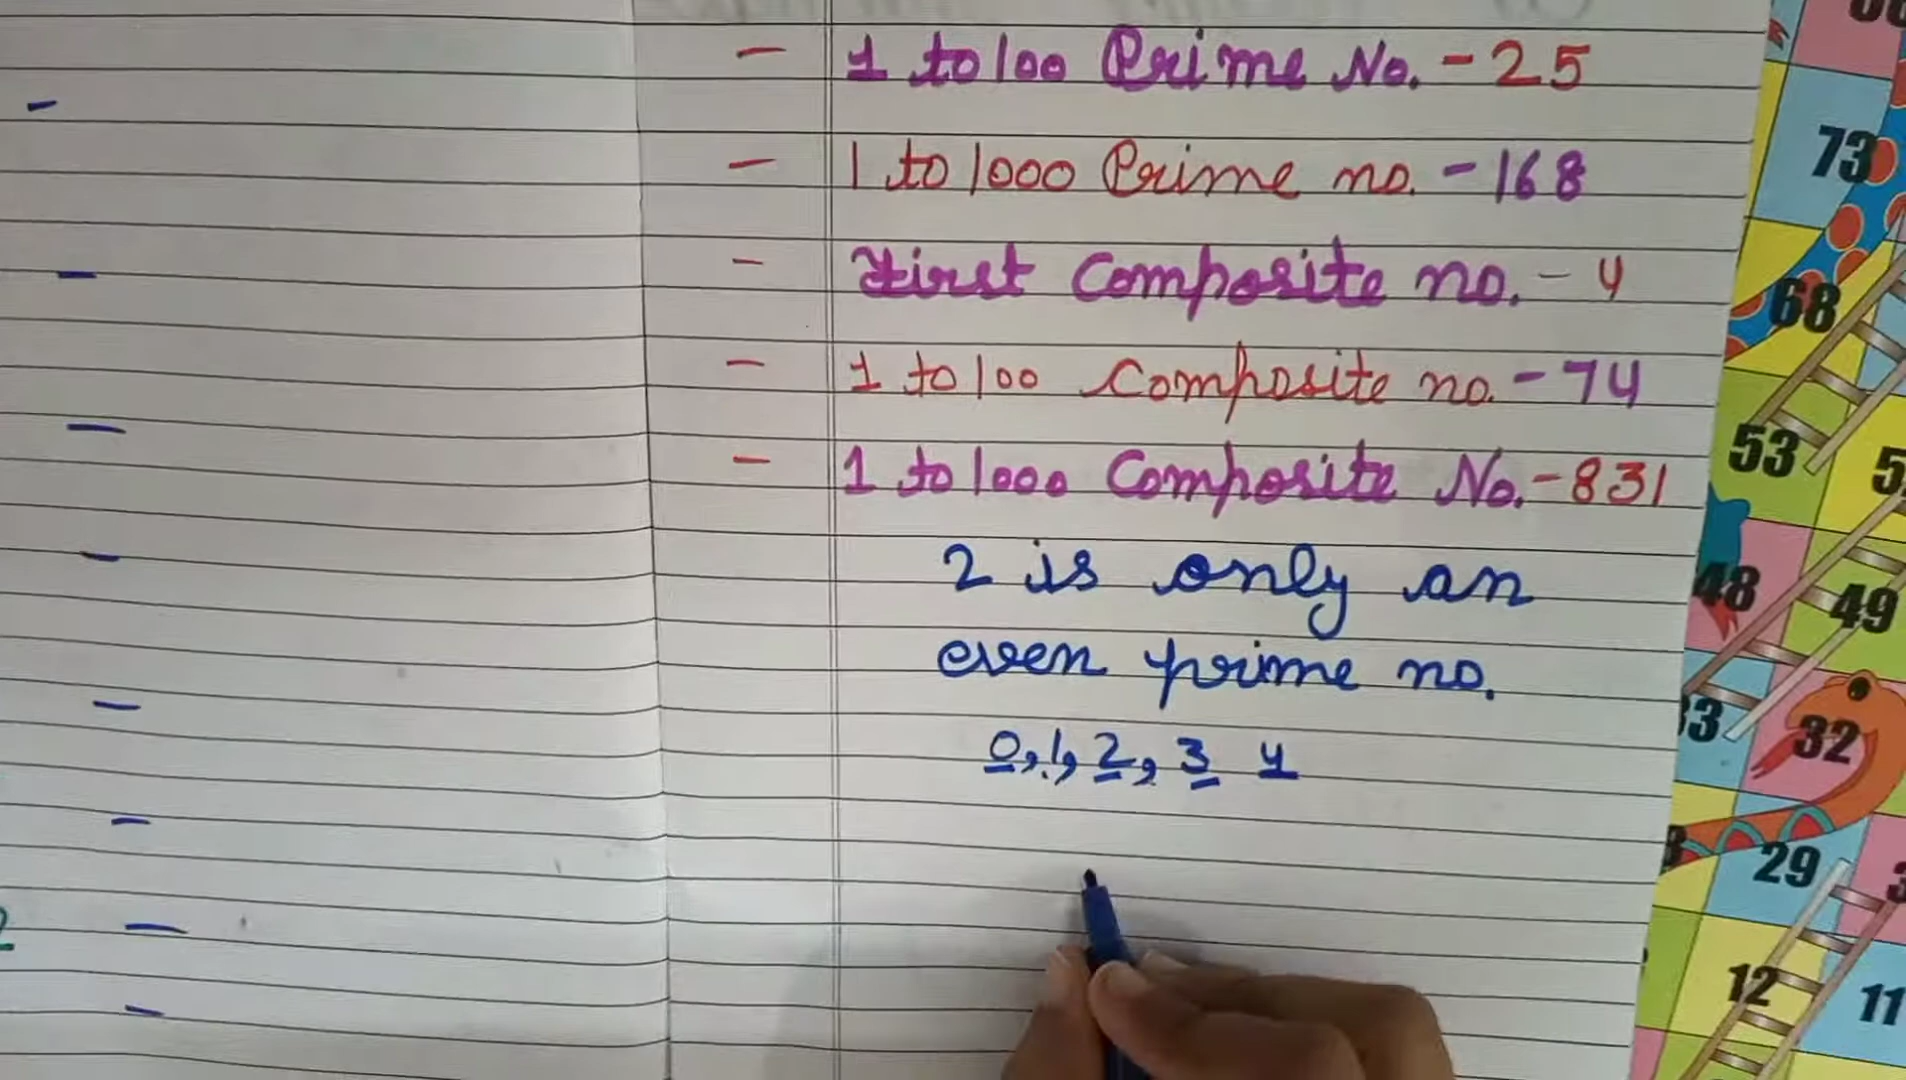 - 1 to 100 Prime No. - 25
- 1 to 1000 Prime no. - 168
- First Composite no. - 4
- 1 to 100 Composite no. - 74
- 1 to 1000 Composite No. - 831
2 is only an
even prime no.
0, 1, 2, 3 4
73
68
53
48
49
33
32
29
12
11